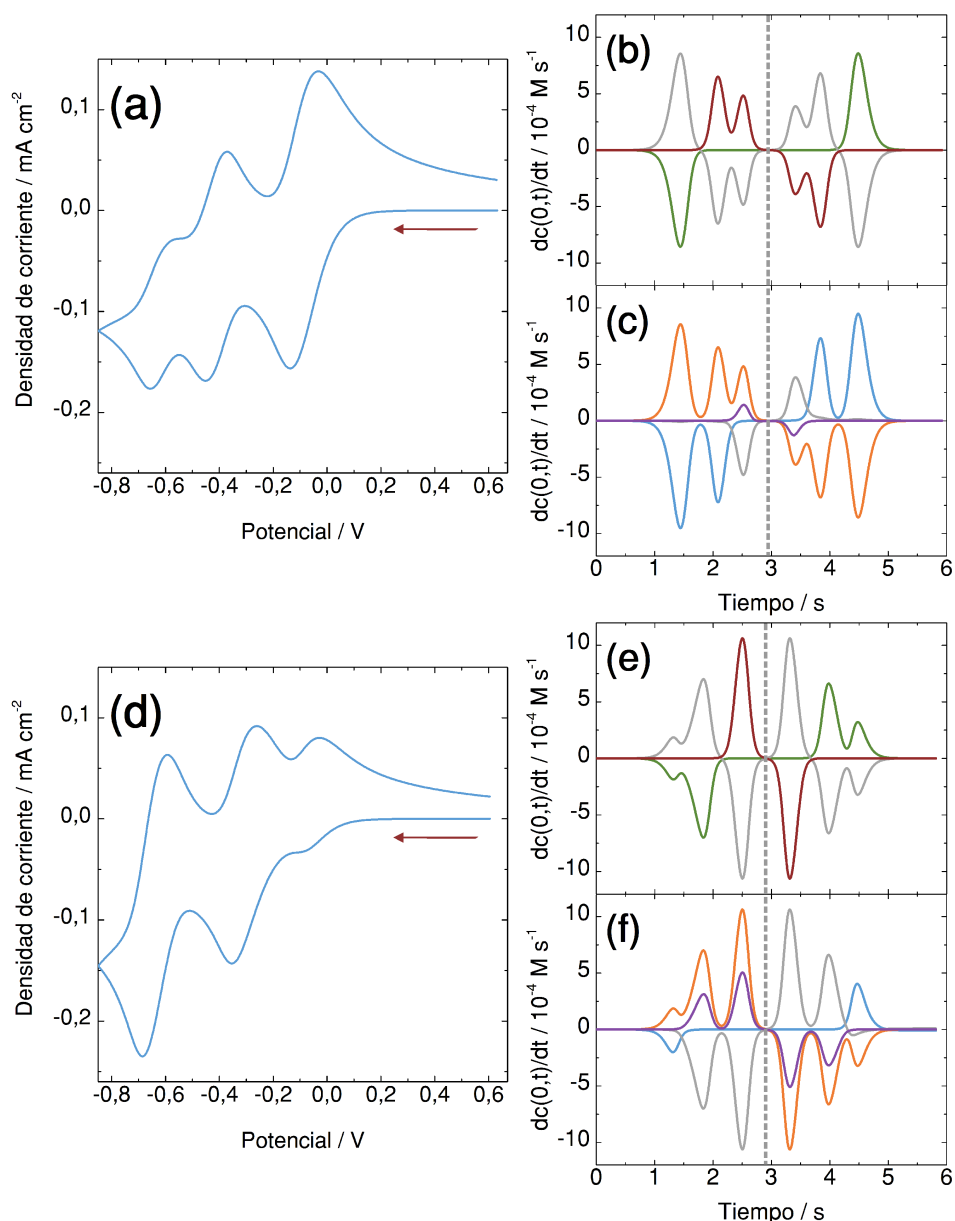 (a)
0,1
0,0
-0,1
-0,2
Densidad de corriente / mA cm-2
-0,8 -0,6 -0,4 -0,2 0,0 0,2 0,4 0,6
Potencial / V
(b)
10
5
0
-5
-10
dc(0,t)/dt / 10-4 M s-1
(c)
10
5
0
-5
-10
dc(0,t)/dt / 10-4 M s-1
0 1 2 3 4 5 6
Tiempo / s
(d)
0,1
0,0
-0,1
-0,2
Densidad de corriente / mA cm-2
-0,8 -0,6 -0,4 -0,2 0,0 0,2 0,4 0,6
Potencial / V
(e)
10
5
0
-5
-10
dc(0,t)/dt / 10-4 M s-1
(f)
10
5
0
-5
-10
dc(0,t)/dt / 10-4 M s-1
0 1 2 3 4 5 6
Tiempo / s